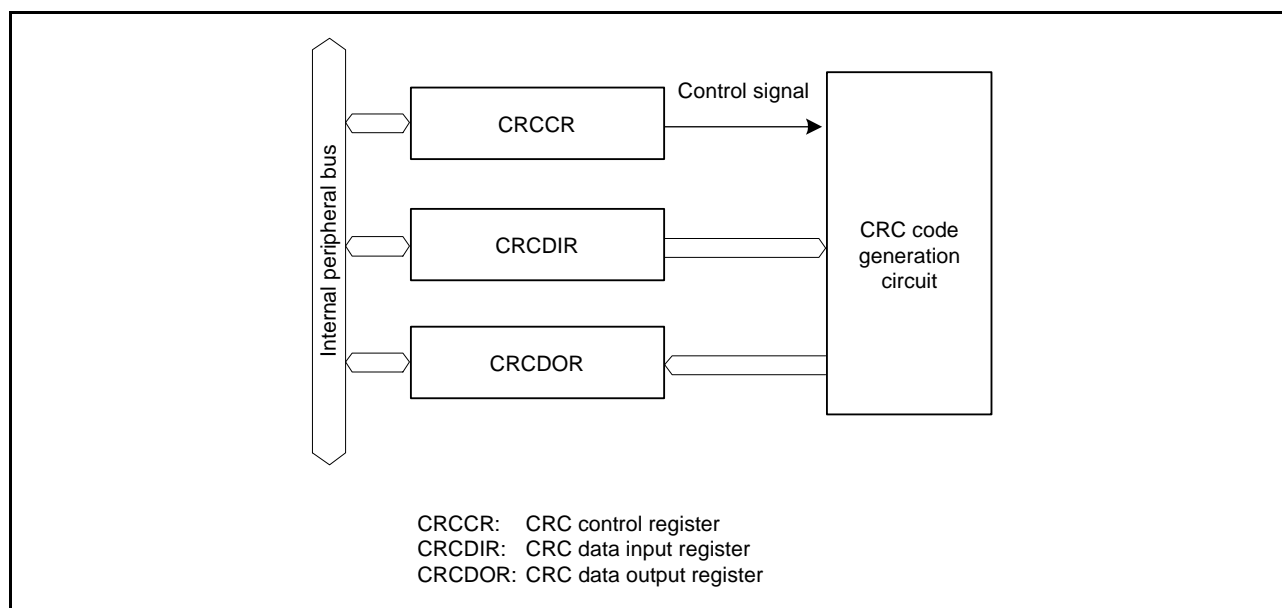 Control signal
CRCCR
Internal peripheral bus
CRCDIR
CRC code
generation
circuit
CRCDOR
CRCCR: CRC control register
CRCDIR: CRC data input register
CRCDOR: CRC data output register